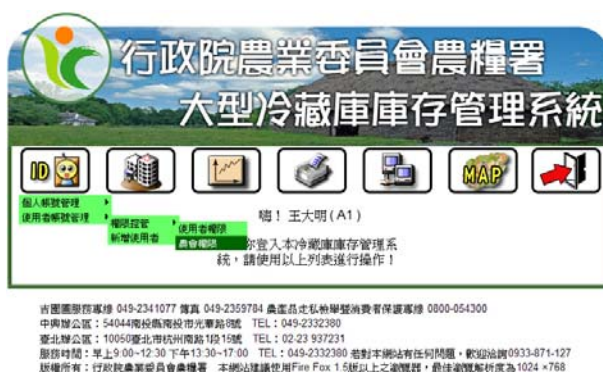 行政院農業委員會農糧署
大型冷藏庫庫存管理系統
ID
MAP
個人帳號管理
使用者帳號管理
權限控管
新增使用者
使用者權限
農會權限
嗨! 王大明(A1)
你登入本冷藏庫庫存管理系
統,請使用以上列表進行操作!
吉園圃服務專線 049-2341077 傳真 049-2359784 農產品走私檢舉暨消費者保護專線 0800-054300
中興辦公區:54044南投縣南投市光華路8號 TEL:049-2332380
臺北辦公區:10050臺北市杭州南路1段15號 TEL:02-23 937231
服務時間:早上9:00~12:30 下午13:30~17:00 TEL:049-2332380 若對本網站有任何問題,歡迎洽詢0933-871-127
版權所有:行政院農業委員會農糧署 本網站建議使用Fire Fox 1.5版以上之瀏覽器,最佳瀏覽解析度為1024 ×768